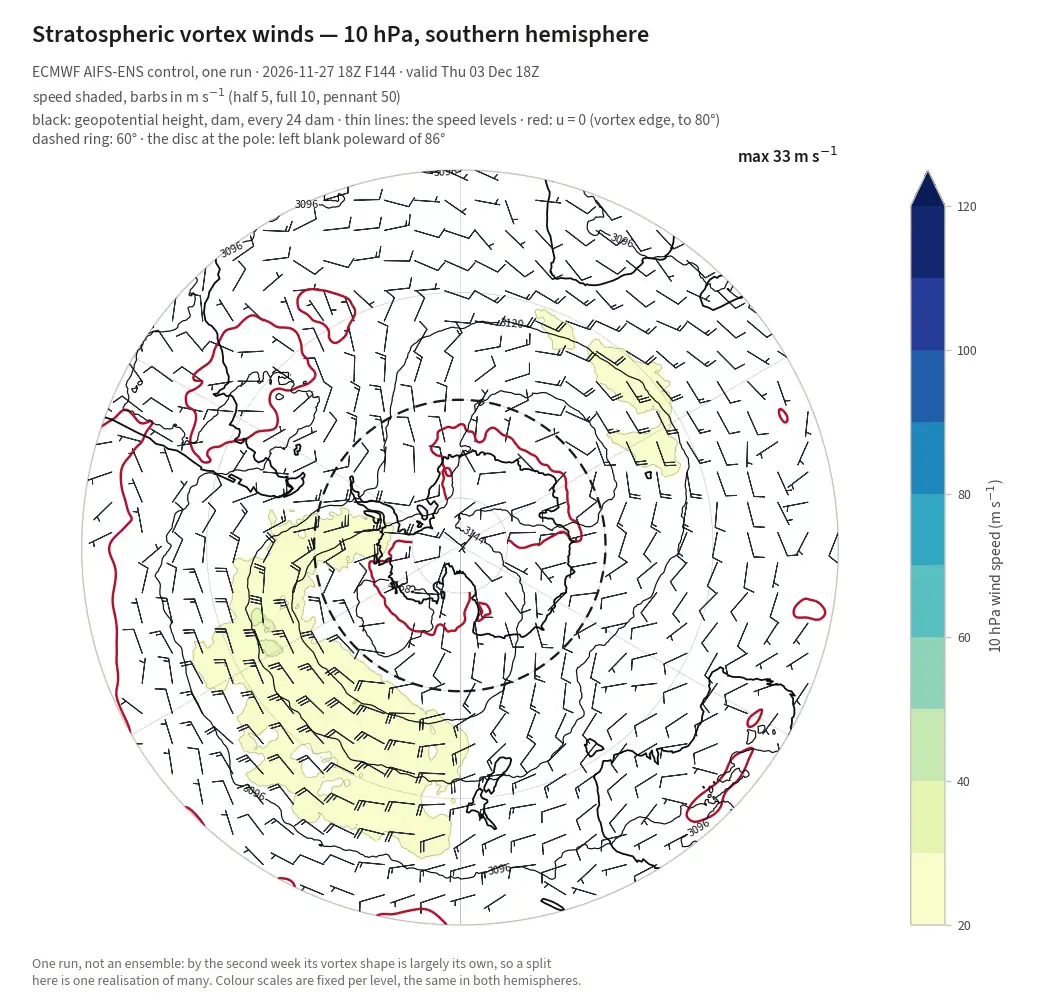 Stratospheric vortex winds — 10 hPa, southern hemisphere
ECMWF AIFS-ENS control, one run · 2026-11-27 18Z F144 · valid Thu 03 Dec 18Z
speed shaded, barbs in m s⁻¹ (half 5, full 10, pennant 50)
black: geopotential height, dam, every 24 dam · thin lines: the speed levels · red: u = 0 (vortex edge, to 80°)
dashed ring: 60° · the disc at the pole: left blank poleward of 86°
max 33 m s⁻¹
3096
3096
3096
3096
3120
3144
3168
3096
3096
3096
120
100
80
60
40
20
10 hPa wind speed (m s⁻¹)
One run, not an ensemble: by the second week its vortex shape is largely its own, so a split
here is one realisation of many. Colour scales are fixed per level, the same in both hemispheres.